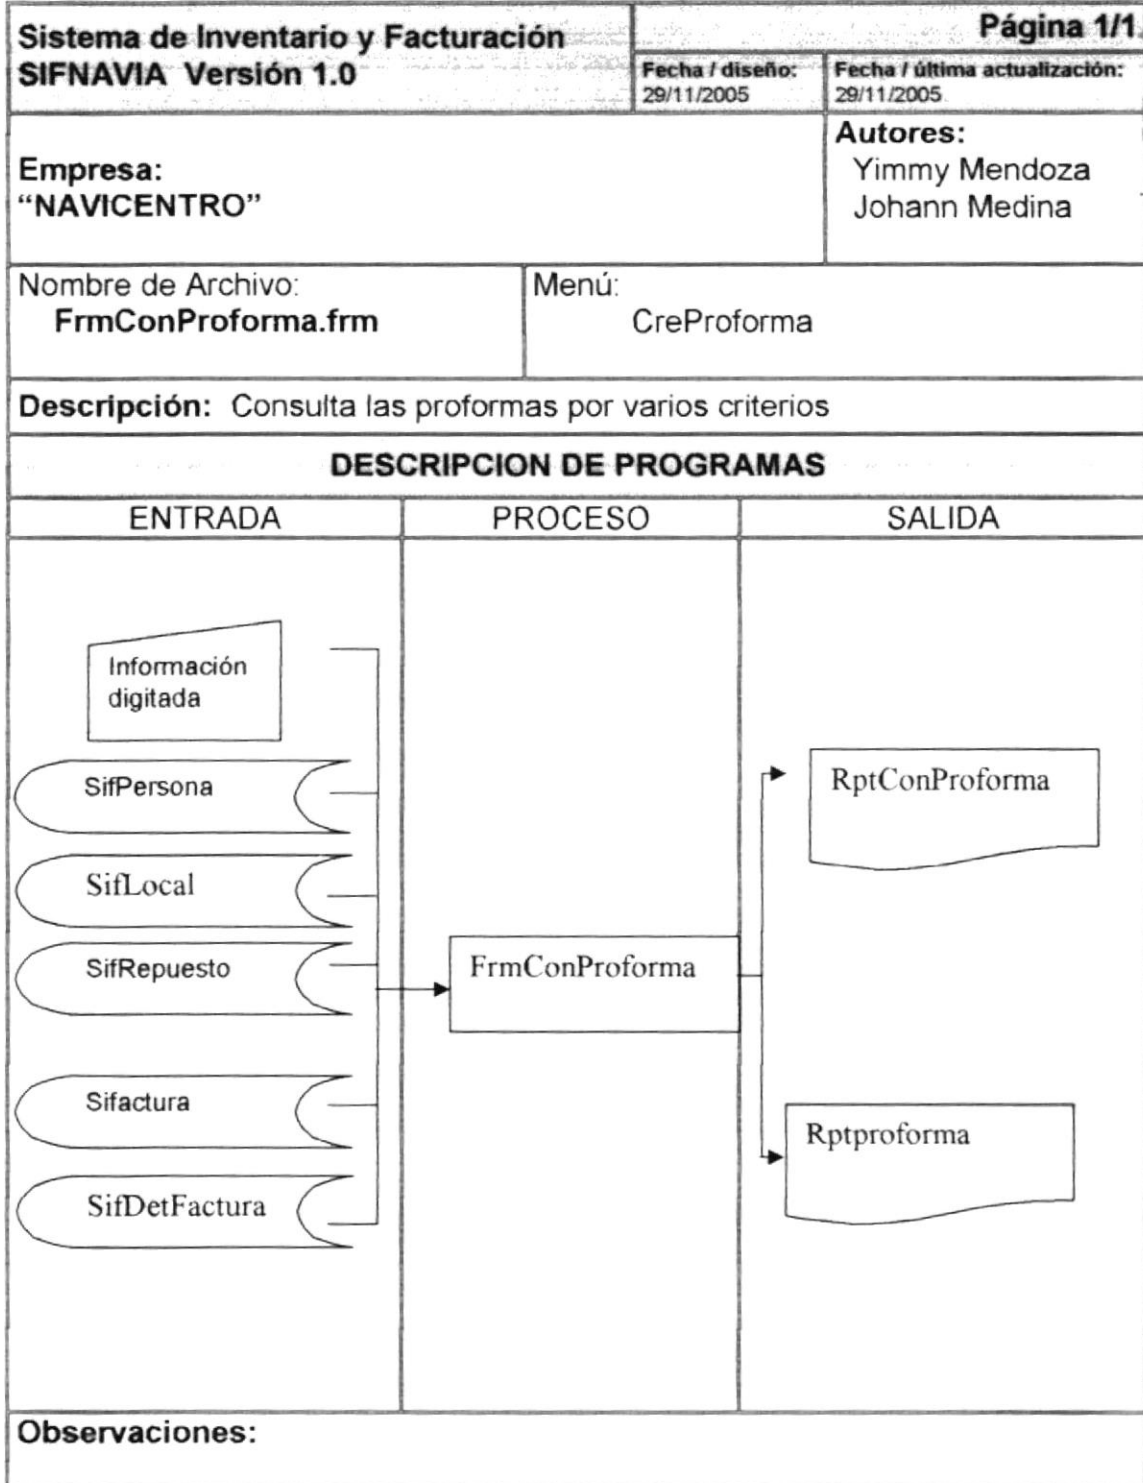 Sistema de Inventario y Facturación
SIFNAVIA Versión 1.0
Página 1/1.
Fecha / diseño:
29/11/2005
Fecha / última actualización:
29/11/2005
Empresa:
“NAVICENTRO”
Autores:
Yimmy Mendoza
Johann Medina
Nombre de Archivo:
FrmConProforma.frm
Menú:
CreProforma
Descripción: Consulta las proformas por varios criterios
DESCRIPCION DE PROGRAMAS
ENTRADA
PROCESO
SALIDA
Información
digitada
SifPersona
SifLocal
SifRepuesto
Sifactura
SifDetFactura
FrmConProforma
RptConProforma
Rptproforma
Observaciones: